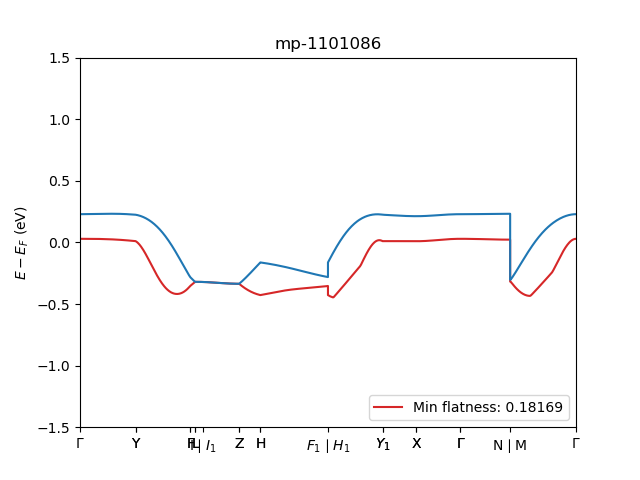 mp-1101086
E − E_F (eV)
1.5
1.0
0.5
0.0
−0.5
−1.0
−1.5
Min flatness: 0.18169
Γ Y Z H F₁ | H₁ Y₁ X Γ N | M Γ